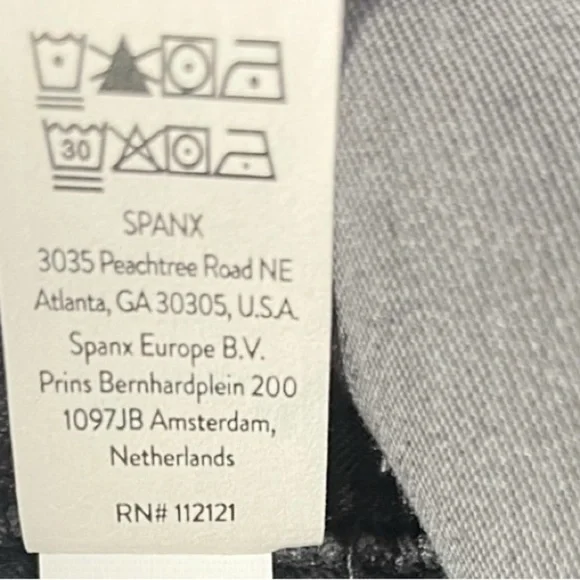 30
SPANX
3035 Peachtree Road NE
Atlanta, GA 30305, U.S.A.
Spanx Europe B.V.
Prins Bernhardplein 200
1097JB Amsterdam,
Netherlands
RN# 112121